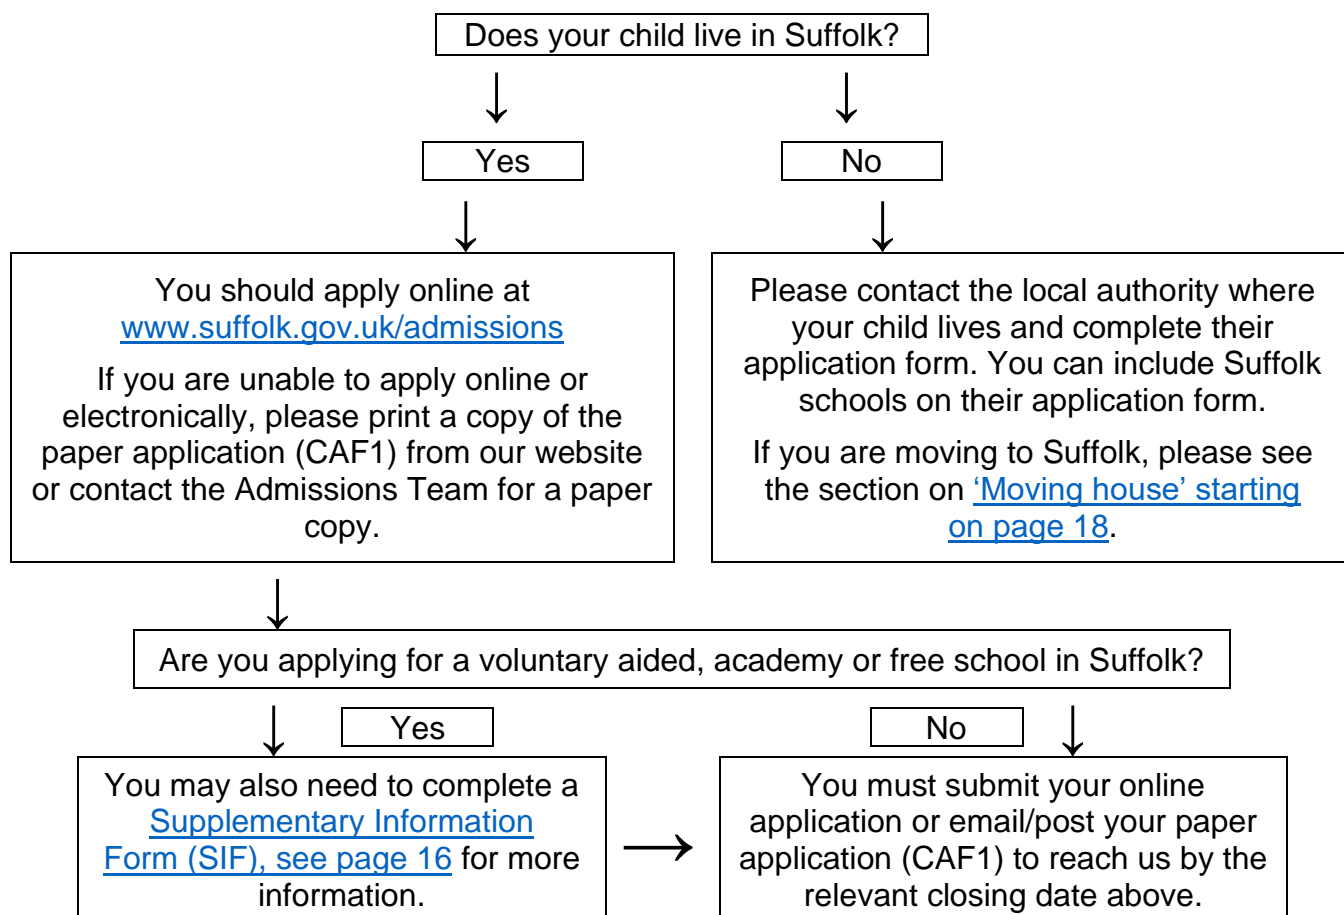 Does your child live in Suffolk?
Yes
No
You should apply online at
www.suffolk.gov.uk/admissions
If you are unable to apply online or
electronically, please print a copy of the
paper application (CAF1) from our website
or contact the Admissions Team for a paper
copy.
Please contact the local authority where
your child lives and complete their
application form. You can include Suffolk
schools on their application form.
If you are moving to Suffolk, please see
the section on ‘Moving house’ starting
on page 18.
Are you applying for a voluntary aided, academy or free school in Suffolk?
Yes
No
You may also need to complete a
Supplementary Information
Form (SIF), see page 16 for more
information.
You must submit your online
application or email/post your paper
application (CAF1) to reach us by the
relevant closing date above.